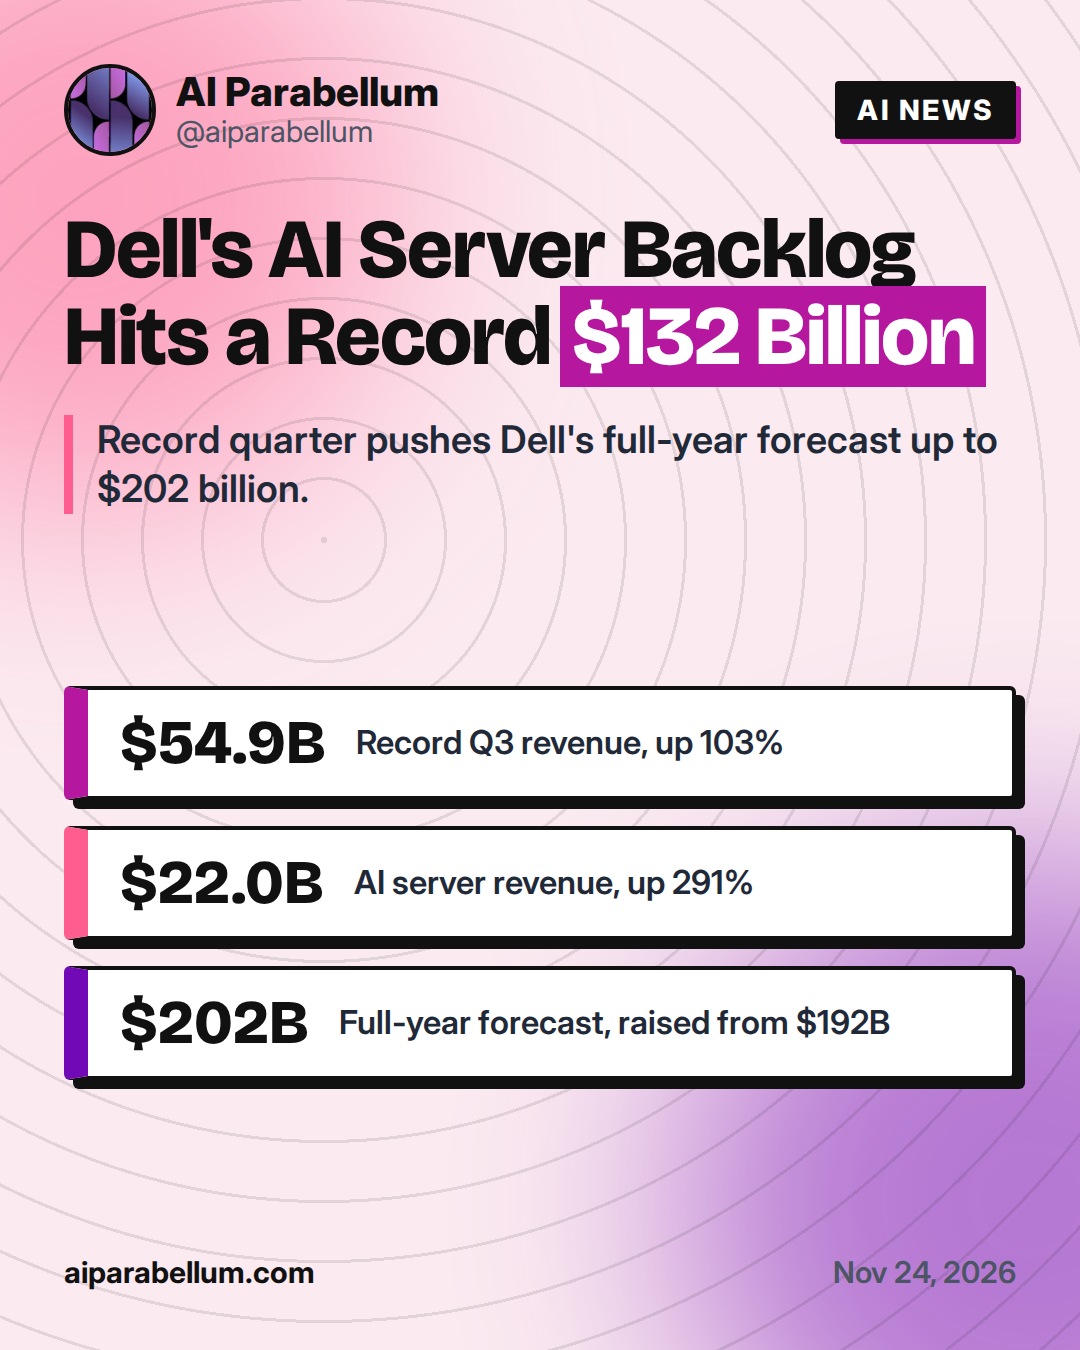 AI Parabellum
@aiparabellum
AI NEWS
Dell's AI Server Backlog
Hits a Record $132 Billion
Record quarter pushes Dell's full-year forecast up to
$202 billion.
$54.9B Record Q3 revenue, up 103%
$22.0B AI server revenue, up 291%
$202B Full-year forecast, raised from $192B
aiparabellum.com
Nov 24, 2026